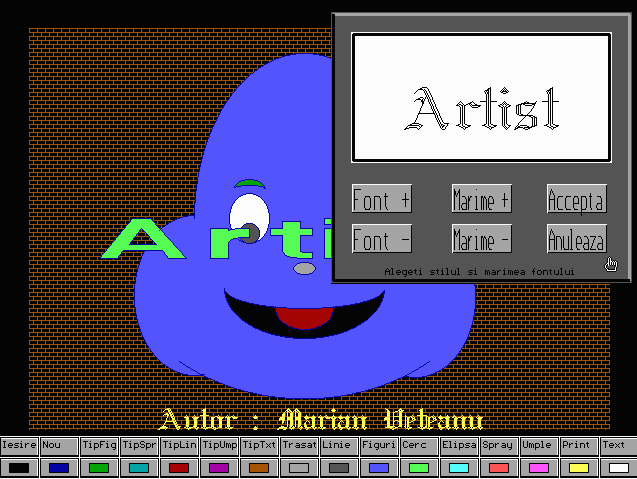 Artist
Arti
Font +
Marime +
Accepta
Font -
Marime -
Anuleaza
Alegeti stilul si marimea fontului
Autor : Marian Veteanu
Iesire Nou TipFig TipSpr TipLin TipUmp TipTxt Trasat Linie Figuri Cerc Elipsa Spray Umple Print Text